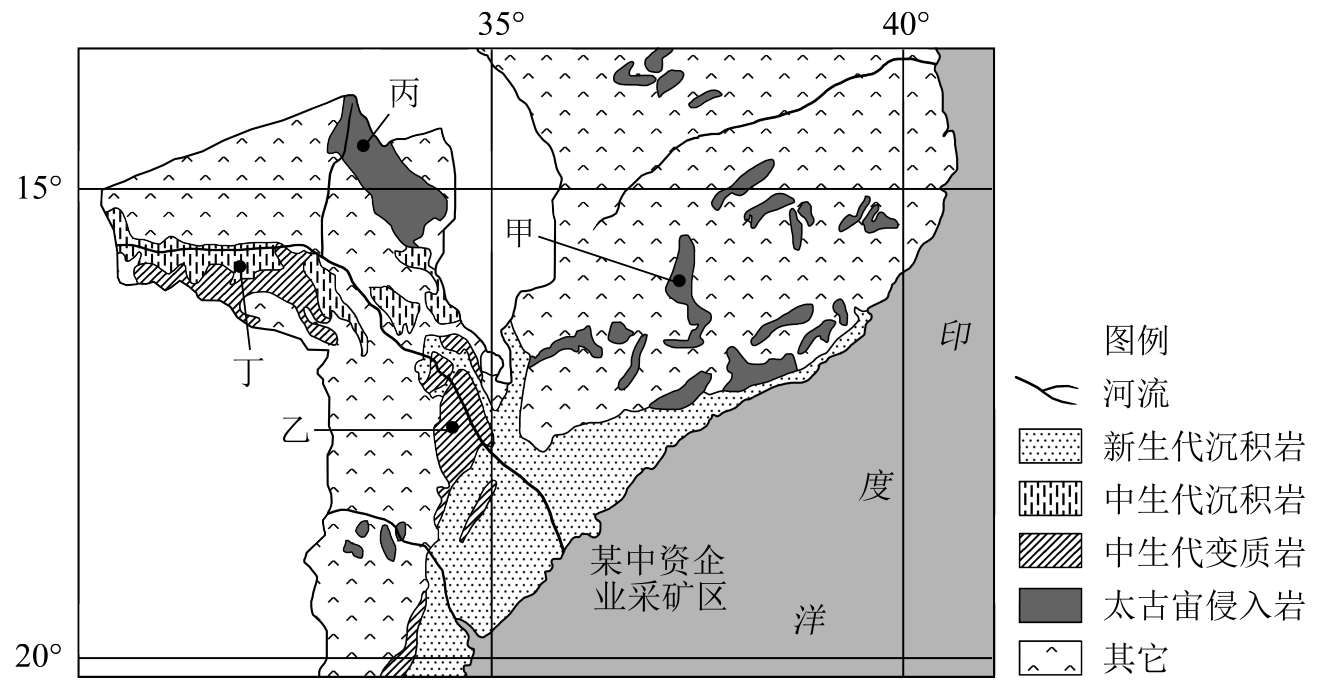 35°
40°
15°
20°
丙
甲
丁
乙
印
度
洋
某中资企
业采矿区
图例
河流
新生代沉积岩
中生代沉积岩
中生代变质岩
太古宙侵入岩
其它